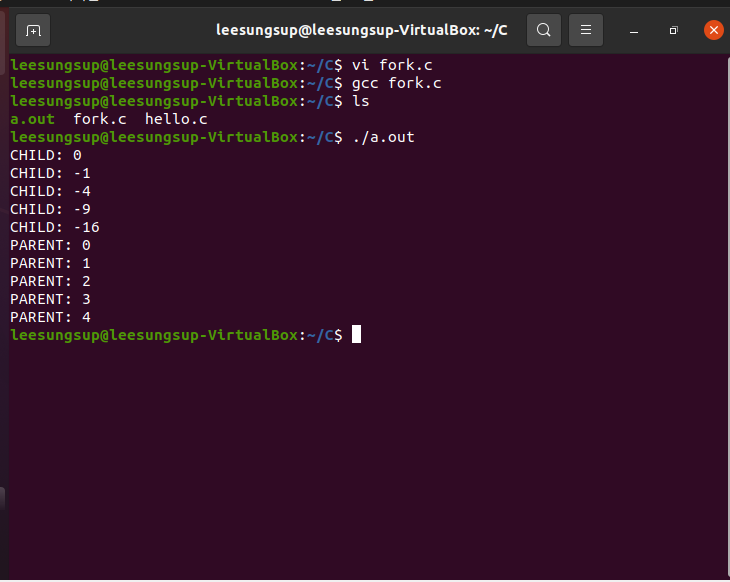 leesungsup@leesungsup-VirtualBox: ~/C
leesungsup@leesungsup-VirtualBox:~/C$ vi fork.c
leesungsup@leesungsup-VirtualBox:~/C$ gcc fork.c
leesungsup@leesungsup-VirtualBox:~/C$ ls
a.out  fork.c  hello.c
leesungsup@leesungsup-VirtualBox:~/C$ ./a.out
CHILD: 0
CHILD: -1
CHILD: -4
CHILD: -9
CHILD: -16
PARENT: 0
PARENT: 1
PARENT: 2
PARENT: 3
PARENT: 4
leesungsup@leesungsup-VirtualBox:~/C$